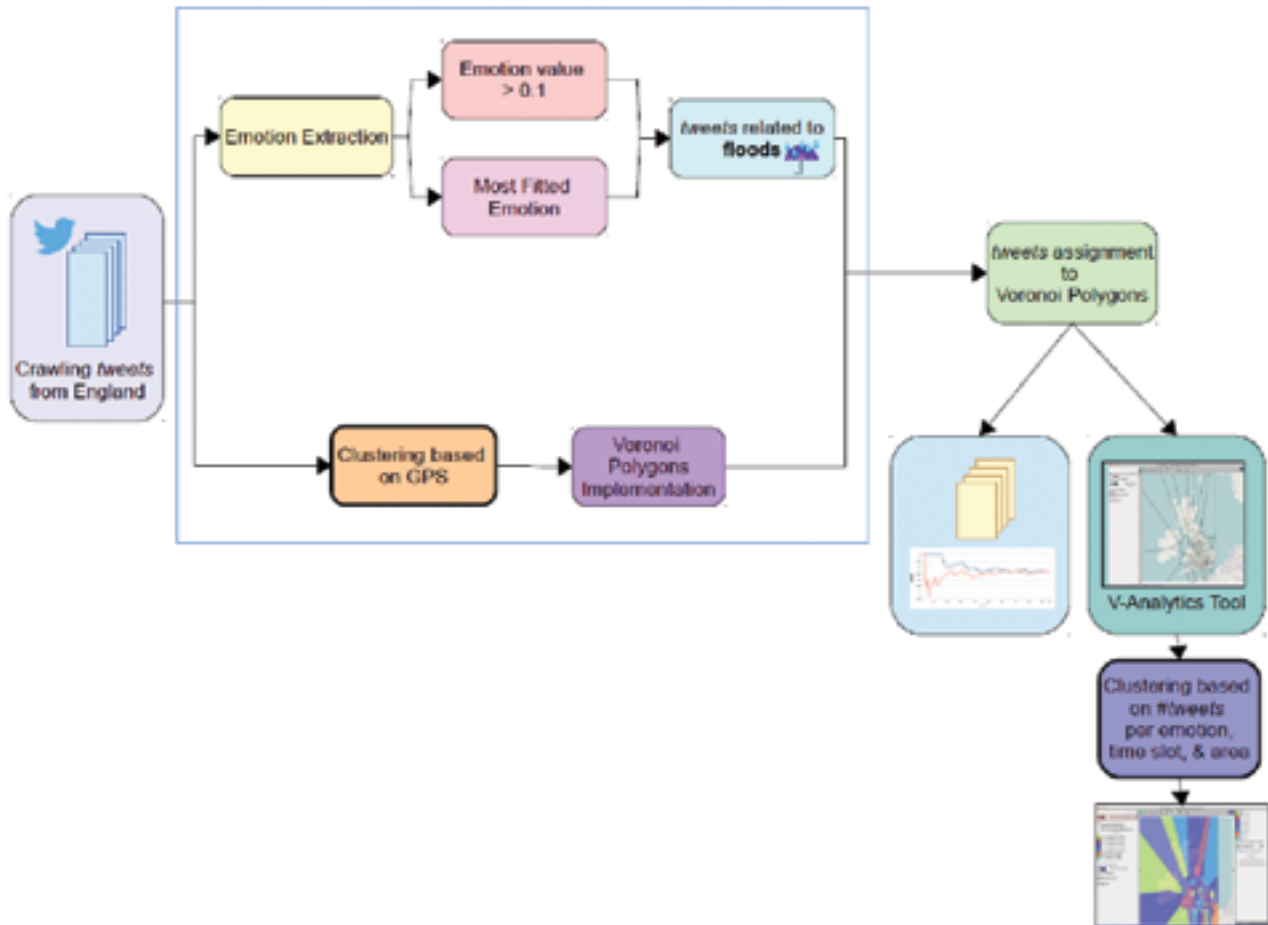 Emotion value
> 0.1
Emotion Extraction
tweets related to
floods
Most Fitted
Emotion
Crawling tweets
from England
tweets assignment
to
Voronoi Polygons
Clustering based
on GPS
Voronoi
Polygons
Implementation
V-Analytics Tool
Clustering based
on #tweets
per emotion,
time slot, & area